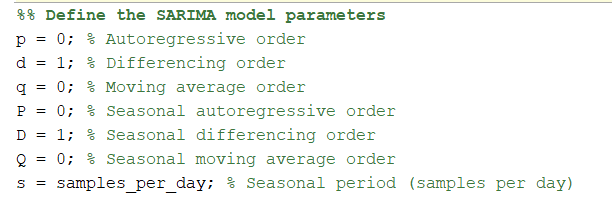 %% Define the SARIMA model parameters
p = 0; % Autoregressive order
d = 1; % Differencing order
q = 0; % Moving average order
P = 0; % Seasonal autoregressive order
D = 1; % Seasonal differencing order
Q = 0; % Seasonal moving average order
s = samples_per_day; % Seasonal period (samples per day)